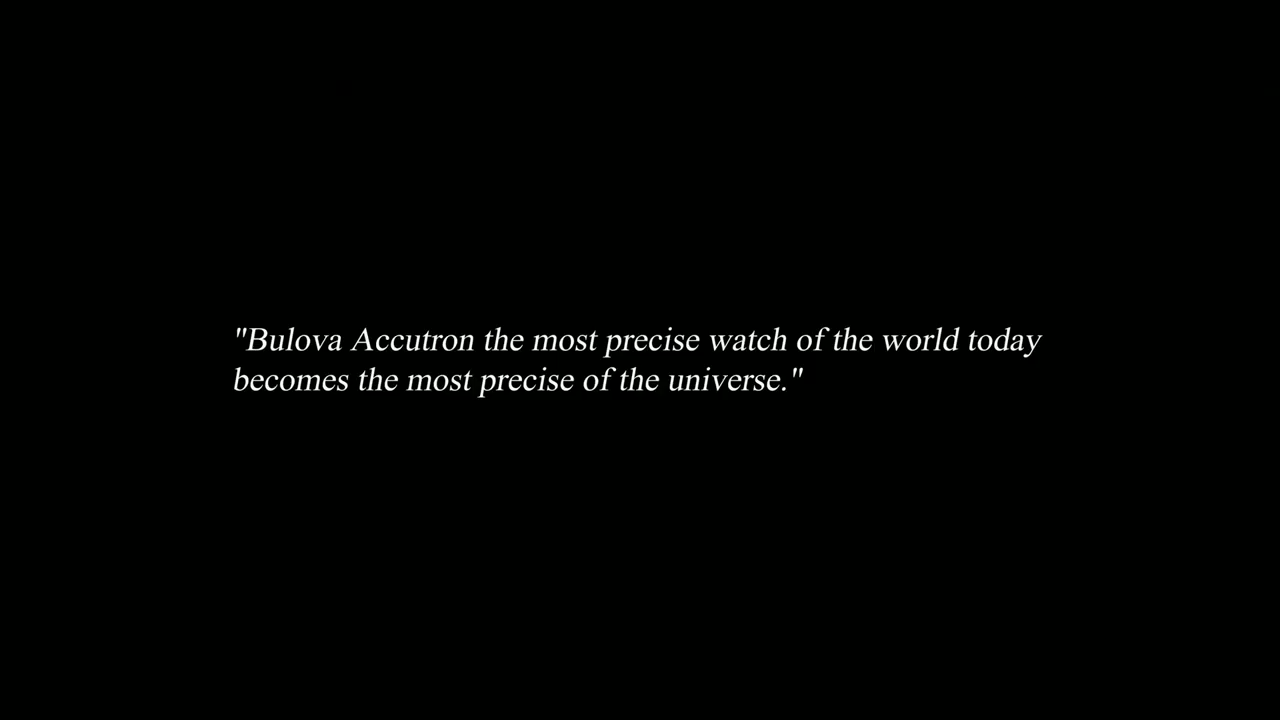 "Bulova Accutron the most precise watch of the world today
becomes the most precise of the universe."